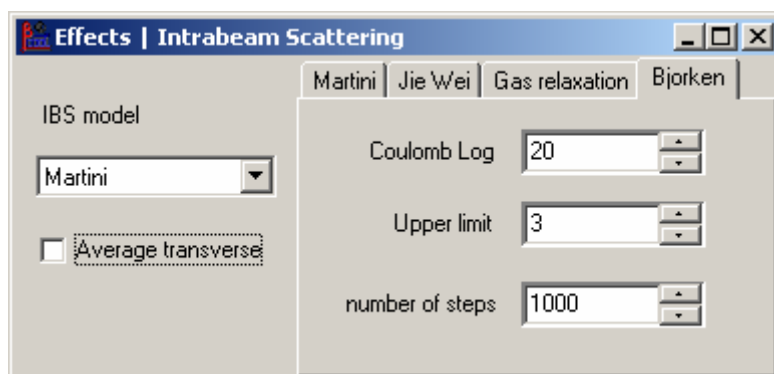 Effects | Intrabeam Scattering
Martini Jie Wei Gas relaxation Bjorken
IBS model
Martini
Average transverse
Coulomb Log 20
Upper limit 3
number of steps 1000